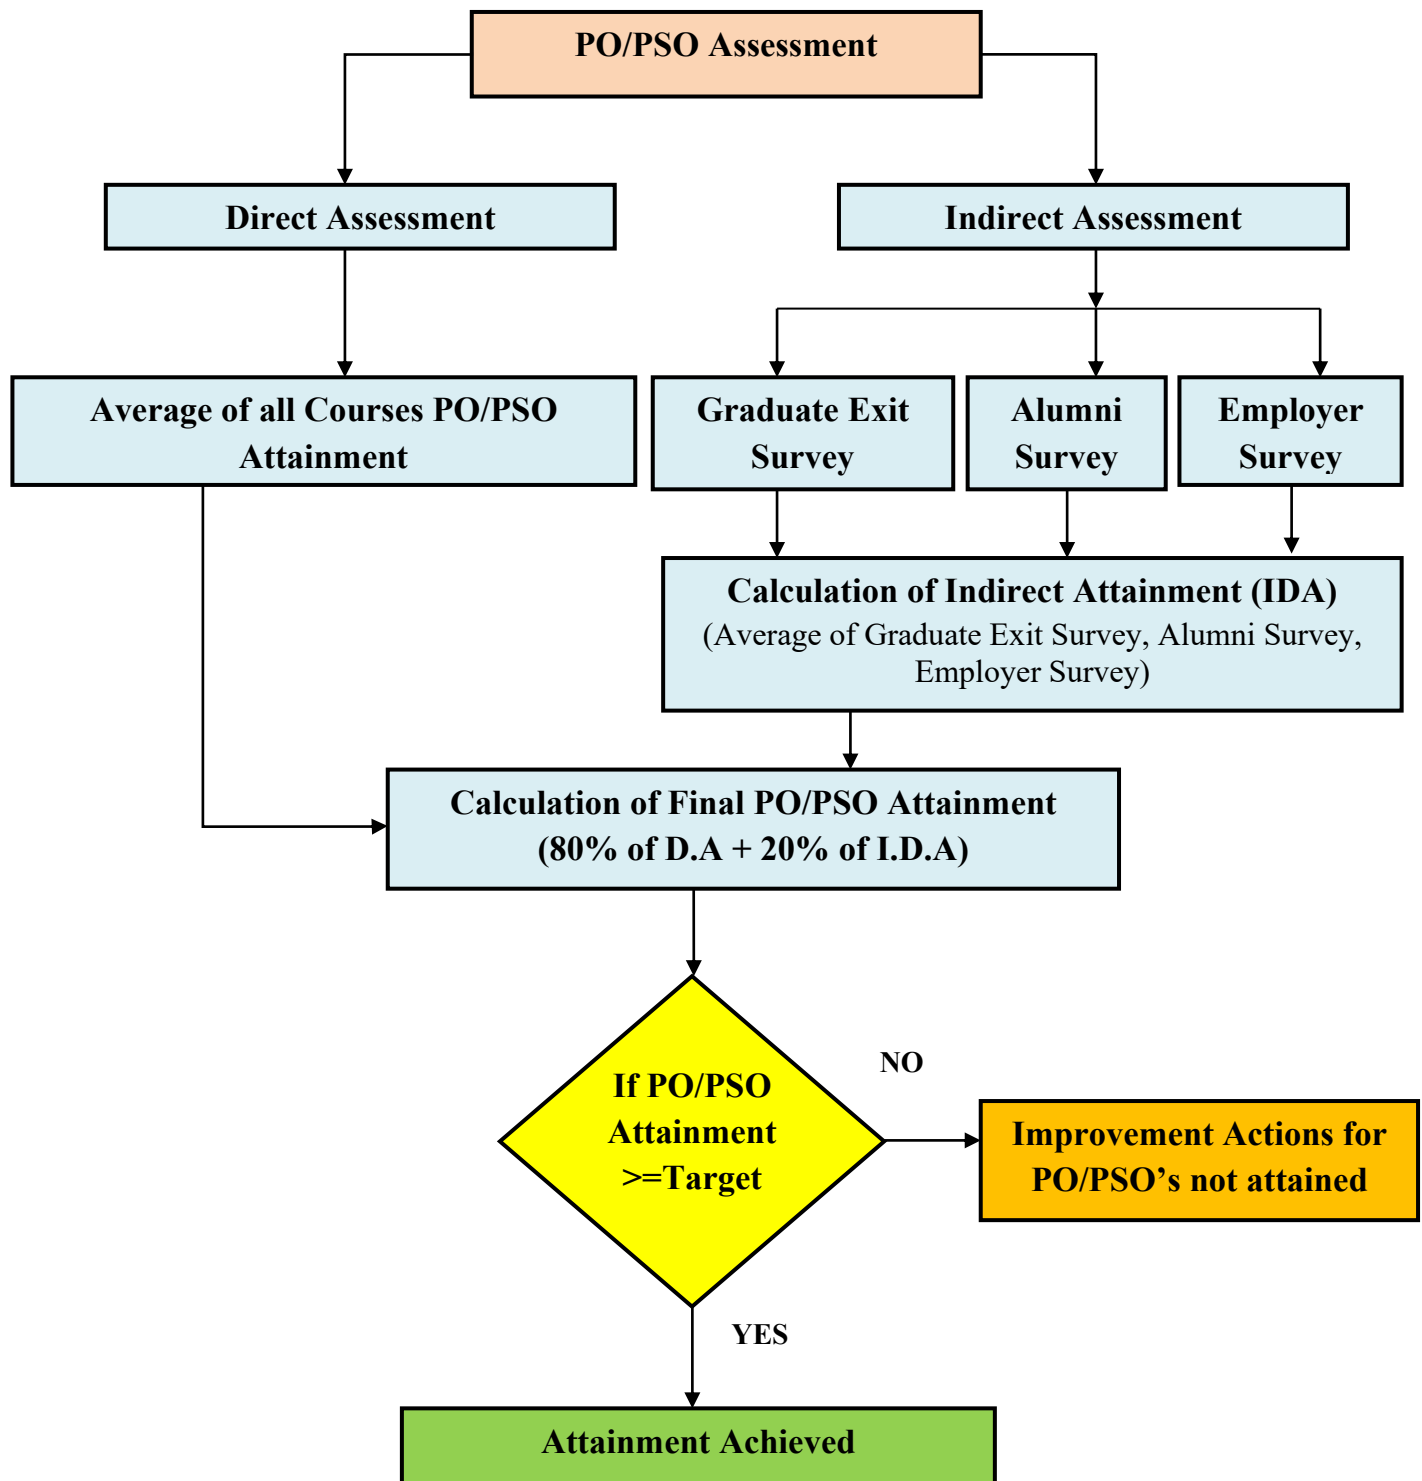 PO/PSO Assessment
Direct Assessment
Indirect Assessment
Average of all Courses PO/PSO
Attainment
Graduate Exit
Survey
Alumni
Survey
Employer
Survey
Calculation of Indirect Attainment (IDA)
(Average of Graduate Exit Survey, Alumni Survey,
Employer Survey)
Calculation of Final PO/PSO Attainment
(80% of D.A + 20% of I.D.A)
If PO/PSO
Attainment
>=Target
NO
Improvement Actions for
PO/PSO’s not attained
YES
Attainment Achieved